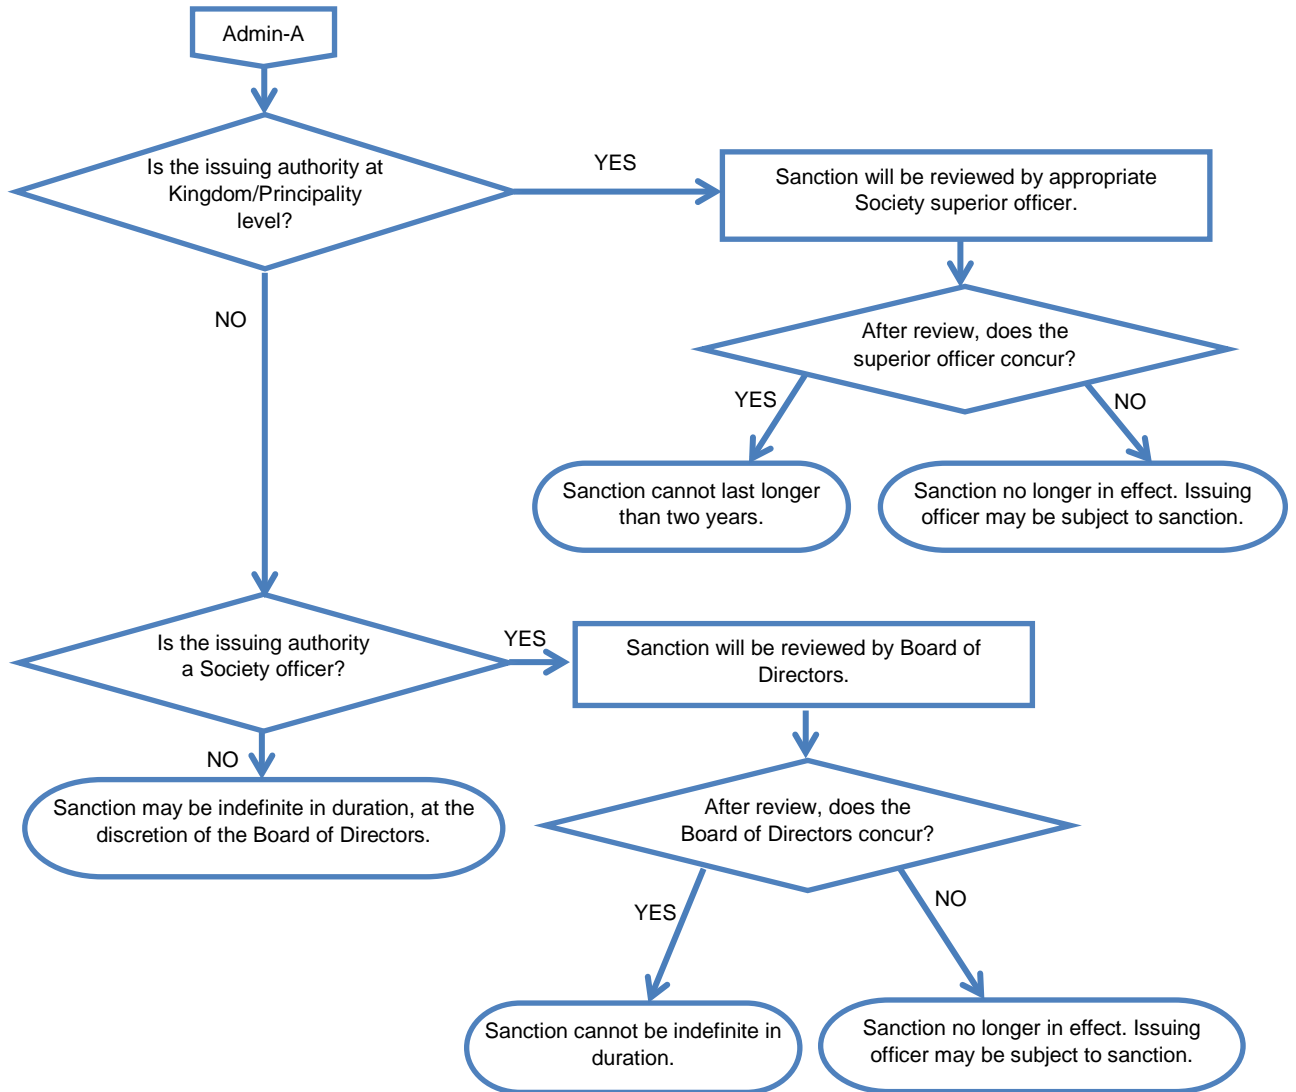 Admin-A
Is the issuing authority at
Kingdom/Principality
level?
YES
Sanction will be reviewed by appropriate
Society superior officer.
NO
After review, does the
superior officer concur?
YES
NO
Sanction cannot last longer
than two years.
Sanction no longer in effect. Issuing
officer may be subject to sanction.
Is the issuing authority
a Society officer?
YES
Sanction will be reviewed by Board of
Directors.
NO
Sanction may be indefinite in duration, at the
discretion of the Board of Directors.
After review, does the
Board of Directors concur?
YES
NO
Sanction cannot be indefinite in
duration.
Sanction no longer in effect. Issuing
officer may be subject to sanction.